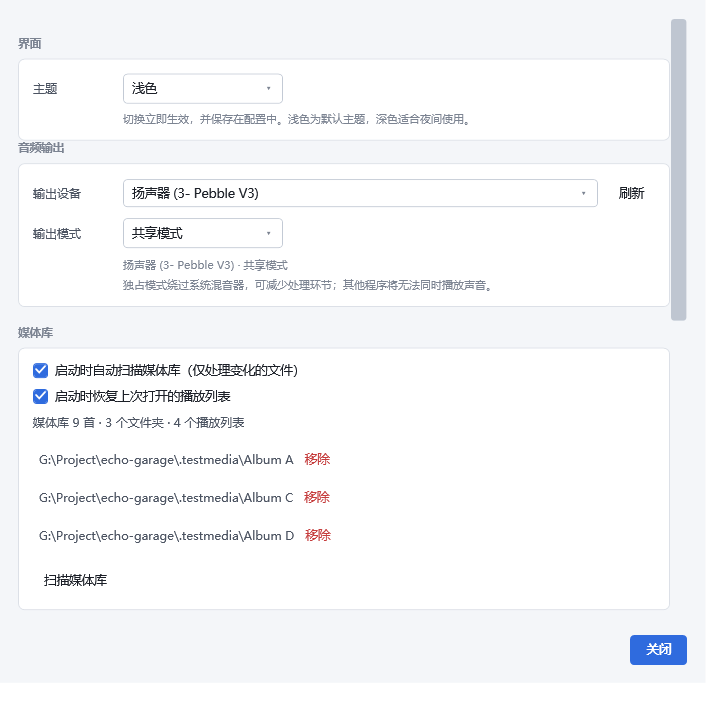 界面
主题 浅色
切换立即生效，并保存在配置中。浅色为默认主题，深色适合夜间使用。
音频输出
输出设备 扬声器 (3- Pebble V3) 刷新
输出模式 共享模式
扬声器 (3- Pebble V3) · 共享模式
独占模式绕过系统混音器，可减少处理环节；其他程序将无法同时播放声音。
媒体库
启动时自动扫描媒体库（仅处理变化的文件）
启动时恢复上次打开的播放列表
媒体库 9 首 · 3 个文件夹 · 4 个播放列表
G:\Project\echo-garage\.testmedia\Album A 移除
G:\Project\echo-garage\.testmedia\Album C 移除
G:\Project\echo-garage\.testmedia\Album D 移除
扫描媒体库
关闭